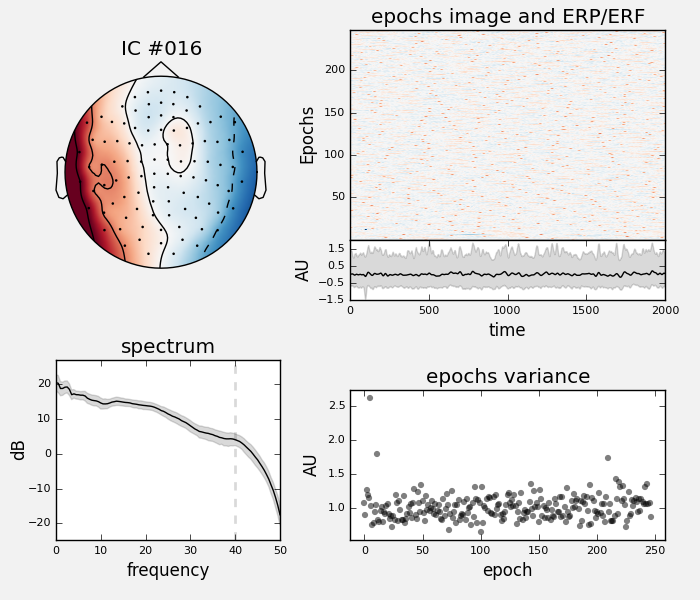 epochs image and ERP/ERF
IC #016
Epochs
200
150
100
50
AU
1.5
0.5
−0.5
−1.5
0 500 1000 1500 2000
time
spectrum
dB
20
10
0
−10
−20
0 10 20 30 40 50
frequency
epochs variance
AU
2.5
2.0
1.5
1.0
0 50 100 150 200 250
epoch